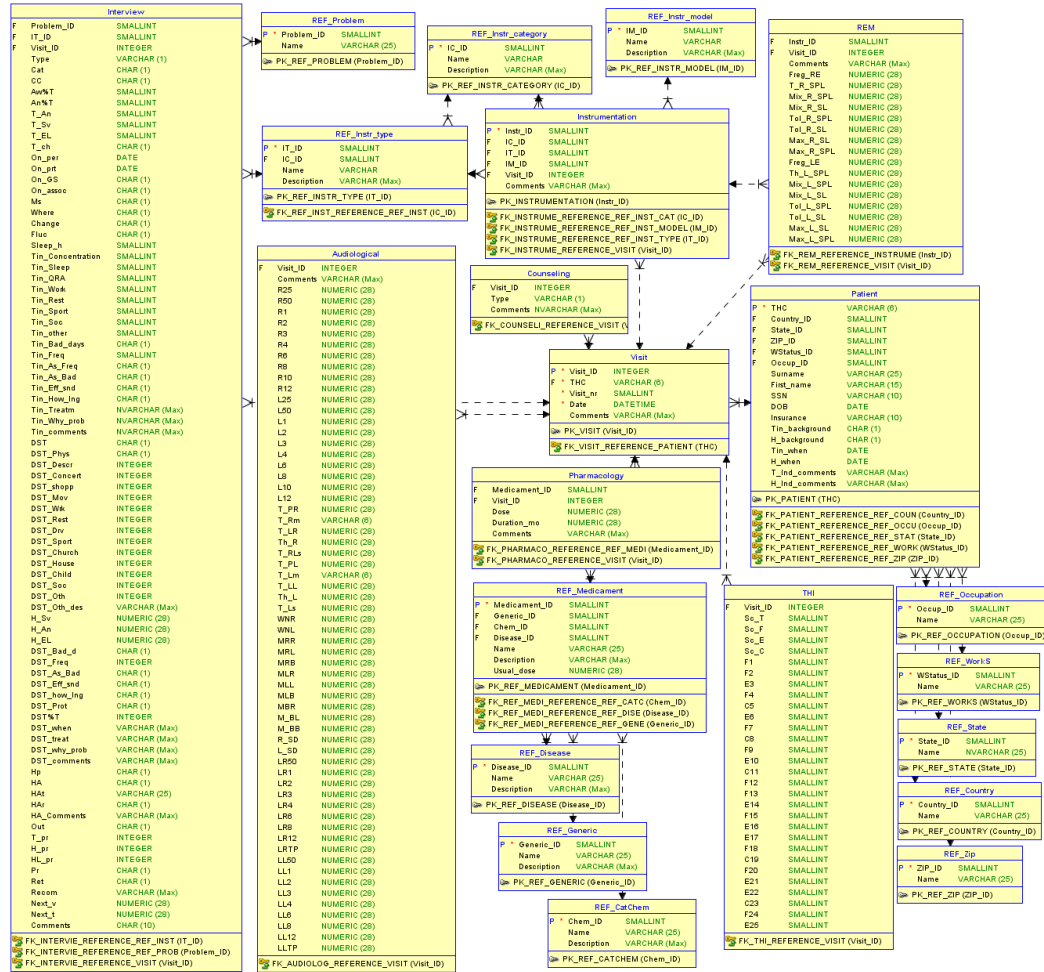 Interview
F Problem_ID SMALLINT
F IT_ID SMALLINT
F Visit_ID INTEGER
Type VARCHAR (1)
Cat CHAR (1)
CC CHAR (1)
Aw%T SMALLINT
An%T SMALLINT
T_An SMALLINT
T_Sv SMALLINT
T_EL SMALLINT
T_ch CHAR (1)
On_per DATE
On_prt DATE
On_GS CHAR (1)
On_assoc CHAR (1)
Ms CHAR (1)
Where CHAR (1)
Change CHAR (1)
Fluc CHAR (1)
Sleep_h SMALLINT
Tin_Concentration SMALLINT
Tin_Sleep SMALLINT
Tin_QRA SMALLINT
Tin_Work SMALLINT
Tin_Rest SMALLINT
Tin_Sport SMALLINT
Tin_Soc SMALLINT
Tin_other SMALLINT
Tin_Bad_days CHAR (1)
Tin_Freq SMALLINT
Tin_As_Freq CHAR (1)
Tin_As_Bad CHAR (1)
Tin_Eff_snd CHAR (1)
Tin_How_lng CHAR (1)
Tin_Treatm NVARCHAR (Max)
Tin_Why_prob NVARCHAR (Max)
Tin_comments NVARCHAR (Max)
DST CHAR (1)
DST_Phys CHAR (1)
DST_Descr INTEGER
DST_Concert INTEGER
DST_shopp INTEGER
DST_Mov INTEGER
DST_Wrk INTEGER
DST_Rest INTEGER
DST_Drv INTEGER
DST_Sport INTEGER
DST_Church INTEGER
DST_House INTEGER
DST_Child INTEGER
DST_Soc INTEGER
DST_Oth INTEGER
DST_Oth_des VARCHAR (Max)
H_Sv NUMERIC (28)
H_An NUMERIC (28)
H_EL NUMERIC (28)
DST_Bad_d CHAR (1)
DST_Freq INTEGER
DST_As_Bad CHAR (1)
DST_Eff_snd CHAR (1)
DST_how_lng CHAR (1)
DST_Prot CHAR (1)
DST%T INTEGER
DST_when VARCHAR (Max)
DST_treat VARCHAR (Max)
DST_why_prob VARCHAR (Max)
DST_comments VARCHAR (Max)
Hp CHAR (1)
HA CHAR (1)
HAt VARCHAR (25)
HAr CHAR (1)
HA_Comments VARCHAR (Max)
Out CHAR (1)
T_pr INTEGER
H_pr INTEGER
HL_pr INTEGER
Pr CHAR (1)
Ret CHAR (1)
Recom VARCHAR (Max)
Next_v NUMERIC (28)
Next_t NUMERIC (28)
Comments CHAR (10)
FK_INTERVIE_REFERENCE_REF_INST (IT_ID)
FK_INTERVIE_REFERENCE_REF_PROB (Problem_ID)
FK_INTERVIE_REFERENCE_VISIT (Visit_ID)
REF_Problem
P * Problem_ID SMALLINT
Name VARCHAR (25)
PK_REF_PROBLEM (Problem_ID)
REF_Instr_category
P * IC_ID SMALLINT
Name VARCHAR
Description VARCHAR (Max)
PK_REF_INSTR_CATEGORY (IC_ID)
REF_Instr_model
P * IM_ID SMALLINT
Name VARCHAR
Description VARCHAR (Max)
PK_REF_INSTR_MODEL (IM_ID)
REF_Instr_type
P * IT_ID SMALLINT
F IC_ID SMALLINT
Name VARCHAR
Description VARCHAR (Max)
PK_REF_INSTR_TYPE (IT_ID)
FK_REF_INST_REFERENCE_REF_INST (IC_ID)
Instrumentation
P * Instr_ID SMALLINT
F IC_ID SMALLINT
F IT_ID SMALLINT
F IM_ID SMALLINT
F Visit_ID INTEGER
Comments VARCHAR (Max)
PK_INSTRUMENTATION (Instr_ID)
FK_INSTRUME_REFERENCE_REF_INST_CAT (IC_ID)
FK_INSTRUME_REFERENCE_REF_INST_MODEL (IM_ID)
FK_INSTRUME_REFERENCE_REF_INST_TYPE (IT_ID)
FK_INSTRUME_REFERENCE_VISIT (Visit_ID)
REM
F Instr_ID SMALLINT
F Visit_ID INTEGER
Comments VARCHAR (Max)
Freg_RE NUMERIC (28)
T_R_SPL NUMERIC (28)
Mix_R_SPL NUMERIC (28)
Mix_R_SL NUMERIC (28)
Tol_R_SPL NUMERIC (28)
Tol_R_SL NUMERIC (28)
Max_R_SL NUMERIC (28)
Max_R_SPL NUMERIC (28)
Freg_LE NUMERIC (28)
Th_L_SPL NUMERIC (28)
Mix_L_SPL NUMERIC (28)
Mix_L_SL NUMERIC (28)
Tol_L_SPL NUMERIC (28)
Tol_L_SL NUMERIC (28)
Max_L_SL NUMERIC (28)
Max_L_SPL NUMERIC (28)
FK_REM_REFERENCE_INSTRUME (Instr_ID)
FK_REM_REFERENCE_VISIT (Visit_ID)
Audiological
F Visit_ID INTEGER
Comments VARCHAR (Max)
R25 NUMERIC (28)
R50 NUMERIC (28)
R1 NUMERIC (28)
R2 NUMERIC (28)
R3 NUMERIC (28)
R4 NUMERIC (28)
R6 NUMERIC (28)
R8 NUMERIC (28)
R10 NUMERIC (28)
R12 NUMERIC (28)
L25 NUMERIC (28)
L50 NUMERIC (28)
L1 NUMERIC (28)
L2 NUMERIC (28)
L3 NUMERIC (28)
L4 NUMERIC (28)
L6 NUMERIC (28)
L8 NUMERIC (28)
L10 NUMERIC (28)
L12 NUMERIC (28)
T_PR NUMERIC (28)
T_Rm VARCHAR (6)
T_LR NUMERIC (28)
Th_R NUMERIC (28)
T_RLs NUMERIC (28)
T_PL NUMERIC (28)
T_Lm VARCHAR (6)
T_LL NUMERIC (28)
Th_L NUMERIC (28)
T_Ls NUMERIC (28)
WNR NUMERIC (28)
WNL NUMERIC (28)
MRR NUMERIC (28)
MRL NUMERIC (28)
MRB NUMERIC (28)
MLR NUMERIC (28)
MLL NUMERIC (28)
MLB NUMERIC (28)
MBR NUMERIC (28)
M_BL NUMERIC (28)
M_BB NUMERIC (28)
R_SD NUMERIC (28)
L_SD NUMERIC (28)
LR50 NUMERIC (28)
LR1 NUMERIC (28)
LR2 NUMERIC (28)
LR3 NUMERIC (28)
LR4 NUMERIC (28)
LR6 NUMERIC (28)
LR8 NUMERIC (28)
LR12 NUMERIC (28)
LRTP NUMERIC (28)
LL50 NUMERIC (28)
LL1 NUMERIC (28)
LL2 NUMERIC (28)
LL3 NUMERIC (28)
LL4 NUMERIC (28)
LL6 NUMERIC (28)
LL8 NUMERIC (28)
LL12 NUMERIC (28)
LLTP NUMERIC (28)
FK_AUDIOLOG_REFERENCE_VISIT (Visit_ID)
Counseling
F Visit_ID INTEGER
Type VARCHAR (1)
Comments NVARCHAR (Max)
FK_COUNSELI_REFERENCE_VISIT (V
Visit
P * Visit_ID INTEGER
F * THC VARCHAR (6)
* Visit_nr SMALLINT
* Date DATETIME
Comments VARCHAR (Max)
PK_VISIT (Visit_ID)
FK_VISIT_REFERENCE_PATIENT (THC)
Patient
P * THC VARCHAR (6)
F Country_ID SMALLINT
F State_ID SMALLINT
F ZIP_ID SMALLINT
F WStatus_ID SMALLINT
F Occup_ID SMALLINT
Surname VARCHAR (25)
First_name VARCHAR (15)
SSN VARCHAR (10)
DOB DATE
Insurance VARCHAR (10)
Tin_background CHAR (1)
H_background CHAR (1)
Tin_when DATE
H_when DATE
T_Ind_comments VARCHAR (Max)
H_Ind_comments VARCHAR (Max)
PK_PATIENT (THC)
FK_PATIENT_REFERENCE_REF_COUN (Country_ID)
FK_PATIENT_REFERENCE_REF_OCCU (Occup_ID)
FK_PATIENT_REFERENCE_REF_STAT (State_ID)
FK_PATIENT_REFERENCE_REF_WORK (WStatus_ID)
FK_PATIENT_REFERENCE_REF_ZIP (ZIP_ID)
Pharmacology
F Medicament_ID SMALLINT
F Visit_ID INTEGER
Dose NUMERIC (28)
Duration_mo NUMERIC (28)
Comments VARCHAR (Max)
FK_PHARMACO_REFERENCE_REF_MEDI (Medicament_ID)
FK_PHARMACO_REFERENCE_VISIT (Visit_ID)
REF_Medicament
P * Medicament_ID SMALLINT
F Generic_ID SMALLINT
F Chem_ID SMALLINT
F Disease_ID SMALLINT
Name VARCHAR (25)
Description VARCHAR (Max)
Usual_dose NUMERIC (28)
PK_REF_MEDICAMENT (Medicament_ID)
FK_REF_MEDI_REFERENCE_REF_CATC (Chem_ID)
FK_REF_MEDI_REFERENCE_REF_DISE (Disease_ID)
FK_REF_MEDI_REFERENCE_REF_GENE (Generic_ID)
REF_Disease
P * Disease_ID SMALLINT
Name VARCHAR (25)
Description VARCHAR (Max)
PK_REF_DISEASE (Disease_ID)
REF_Generic
P * Generic_ID SMALLINT
Name VARCHAR (25)
Description VARCHAR (Max)
PK_REF_GENERIC (Generic_ID)
REF_CatChem
P * Chem_ID SMALLINT
Name VARCHAR (25)
Description VARCHAR (Max)
PK_REF_CATCHEM (Chem_ID)
THI
F Visit_ID INTEGER
Sc_T SMALLINT
Sc_F SMALLINT
Sc_E SMALLINT
Sc_C SMALLINT
F1 SMALLINT
F2 SMALLINT
E3 SMALLINT
F4 SMALLINT
C5 SMALLINT
E6 SMALLINT
F7 SMALLINT
C8 SMALLINT
F9 SMALLINT
E10 SMALLINT
C11 SMALLINT
F12 SMALLINT
F13 SMALLINT
E14 SMALLINT
F15 SMALLINT
E16 SMALLINT
E17 SMALLINT
F18 SMALLINT
C19 SMALLINT
F20 SMALLINT
E21 SMALLINT
E22 SMALLINT
C23 SMALLINT
F24 SMALLINT
E25 SMALLINT
FK_THI_REFERENCE_VISIT (Visit_ID)
REF_Occupation
P * Occup_ID SMALLINT
Name VARCHAR (25)
PK_REF_OCCUPATION (Occup_ID)
REF_WorkS
P * WStatus_ID SMALLINT
Name VARCHAR (25)
PK_REF_WORKS (WStatus_ID)
REF_State
P * State_ID SMALLINT
Name NVARCHAR (25)
PK_REF_STATE (State_ID)
REF_Country
P * Country_ID SMALLINT
Name VARCHAR (25)
PK_REF_COUNTRY (Country_ID)
REF_Zip
P * ZIP_ID SMALLINT
Name VARCHAR (25)
PK_REF_ZIP (ZIP_ID)